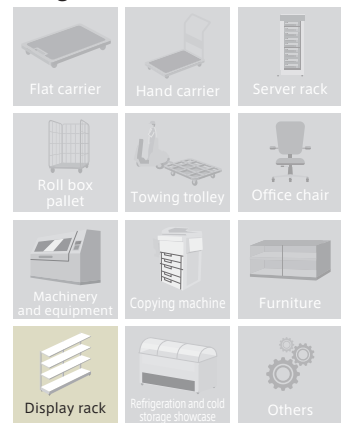 Flat carrier
Hand carrier
Server rack
Roll box
pallet
Towing trolley
Office chair
Machinery
and equipment
Copying machine
Furniture
Display rack
Refrigeration and cold
storage showcase
Others